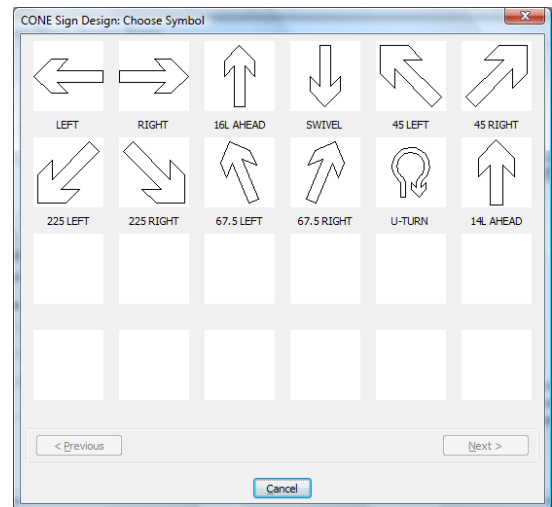 CONE Sign Design: Choose Symbol
LEFT RIGHT 16L AHEAD SWIVEL 45 LEFT 45 RIGHT
225 LEFT 225 RIGHT 67.5 LEFT 67.5 RIGHT U-TURN 14L AHEAD
< Previous Next >
Cancel